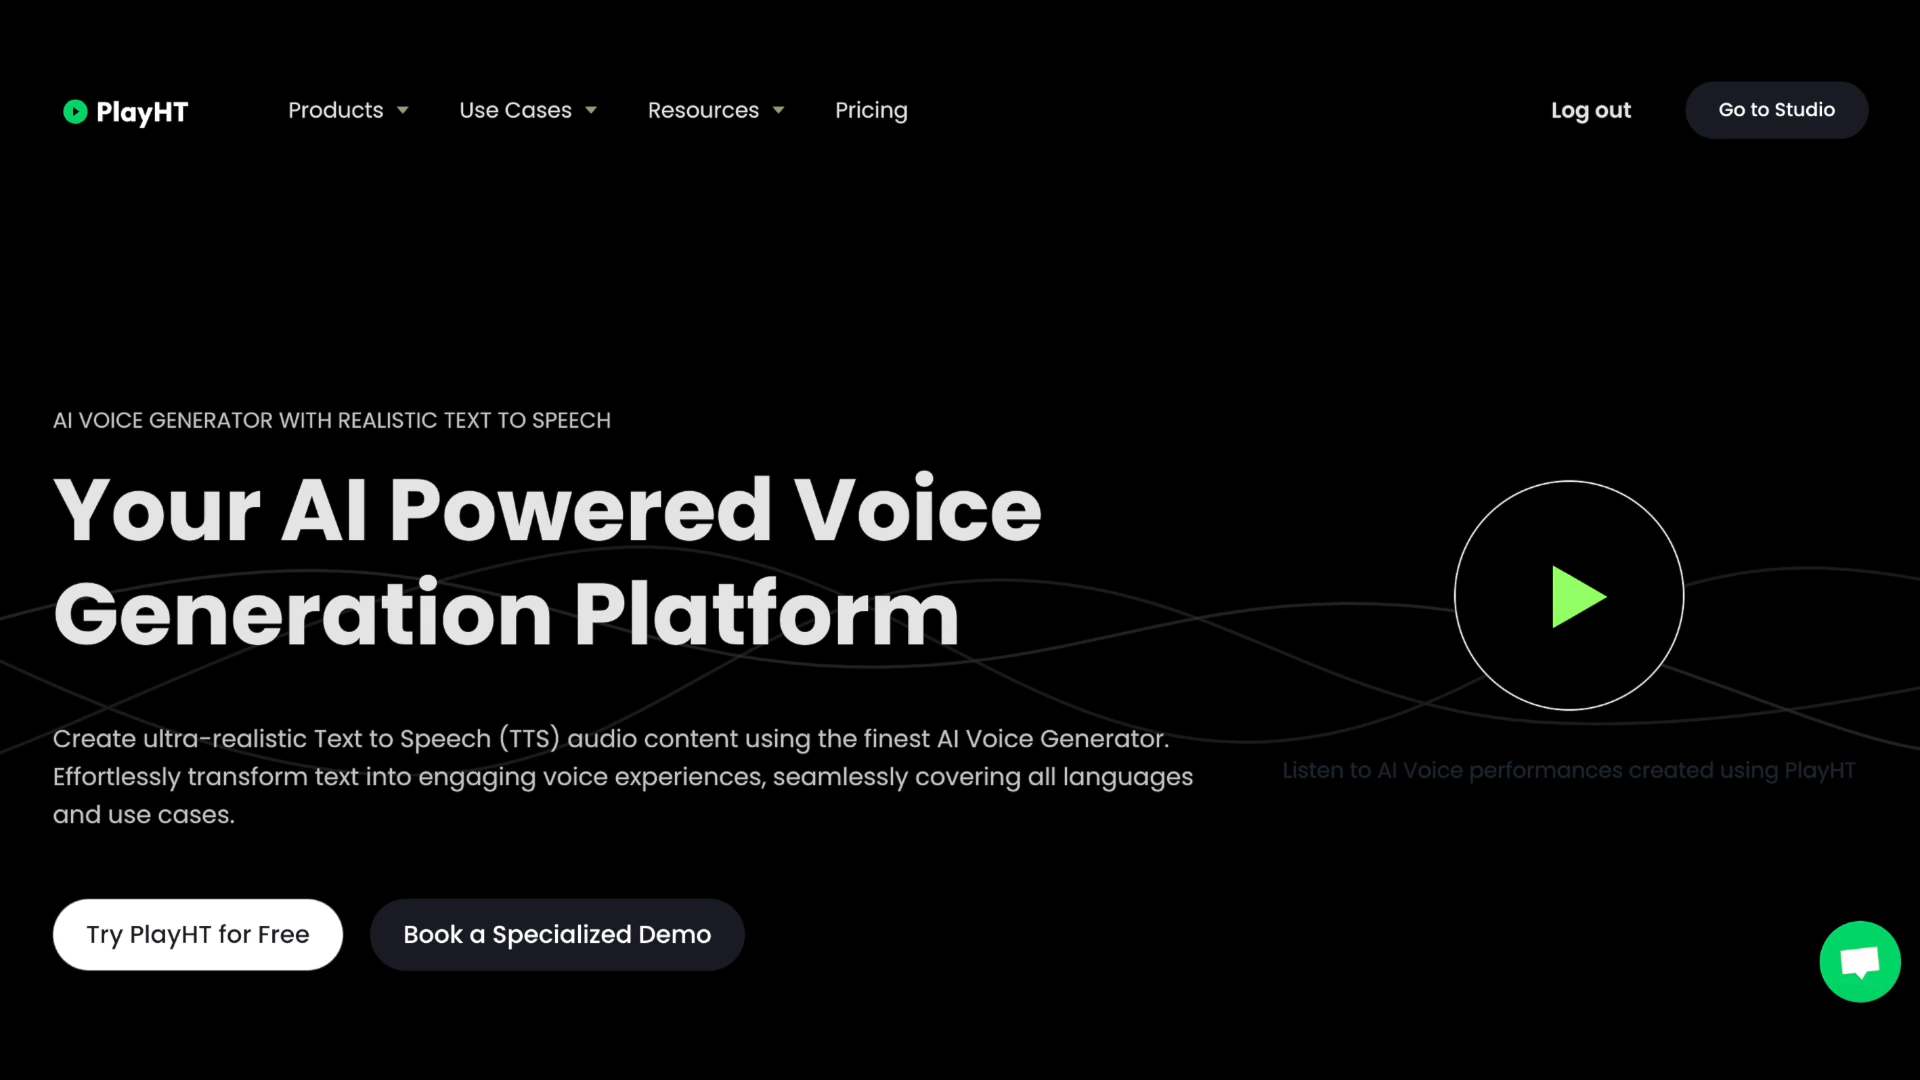 PlayHT
Products
Use Cases
Resources
Pricing
Log out
Go to Studio
AI VOICE GENERATOR WITH REALISTIC TEXT TO SPEECH
Your AI Powered Voice
Generation Platform
Create ultra-realistic Text to Speech (TTS) audio content using the finest AI Voice Generator.
Effortlessly transform text into engaging voice experiences, seamlessly covering all languages
and use cases.
Listen to AI Voice performances created using PlayHT
Try PlayHT for Free
Book a Specialized Demo